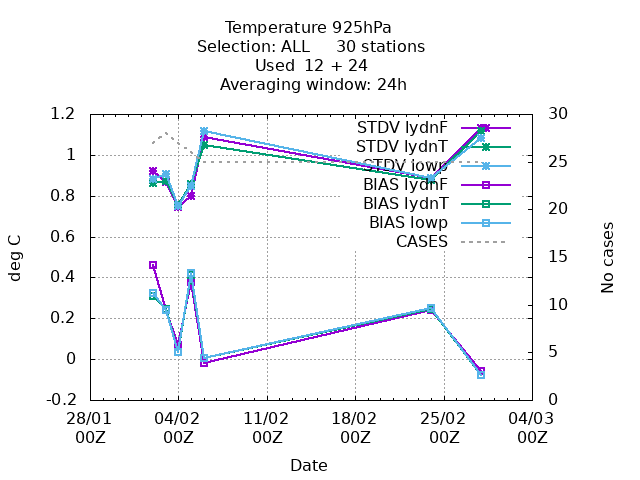 Temperature 925hPa
Selection: ALL 30 stations
Used 12 + 24
Averaging window: 24h
1.2
1
0.8
0.6
0.4
0.2
0
-0.2
deg C
30
25
20
15
10
5
0
No cases
STDV lydnF
STDV lydnT
STDV lowp
BIAS lydnF
BIAS lydnT
BIAS lowp
CASES
28/01 04/02 11/02 18/02 25/02 04/03
00Z 00Z 00Z 00Z 00Z 00Z
Date